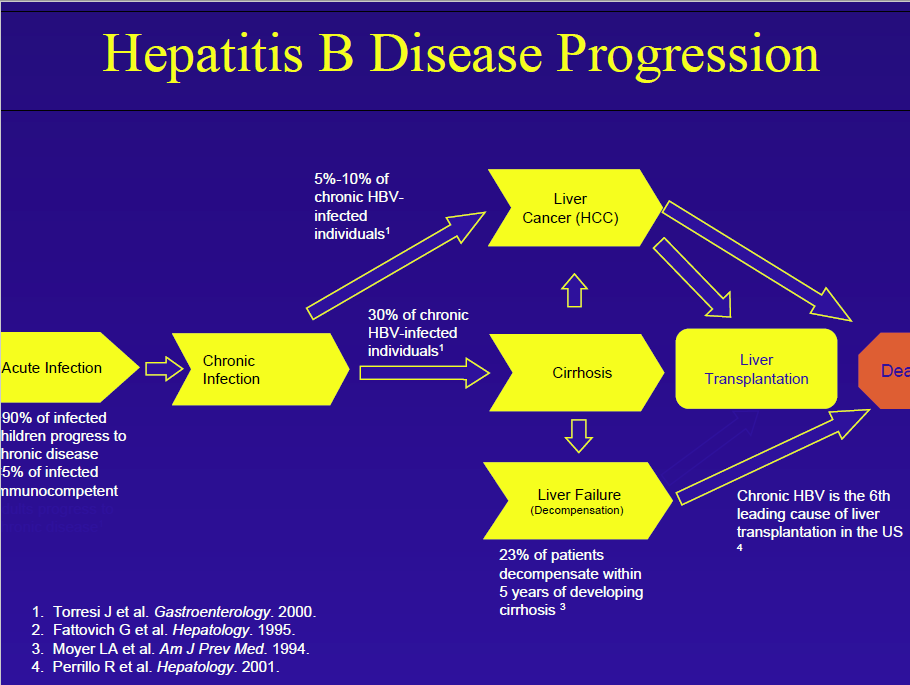 Hepatitis B Disease Progression
5%-10% of
chronic HBV-
infected
individuals1
Liver
Cancer (HCC)
30% of chronic
HBV-infected
individuals1
Acute Infection
Chronic
Infection
Cirrhosis
Liver
Transplantation
Dea
90% of infected
hildren progress to
hronic disease
5% of infected
mmunocompetent
Liver Failure
(Decompensation)
23% of patients
decompensate within
5 years of developing
cirrhosis 3
Chronic HBV is the 6th
leading cause of liver
transplantation in the US
4
1. Torresi J et al. Gastroenterology. 2000.
2. Fattovich G et al. Hepatology. 1995.
3. Moyer LA et al. Am J Prev Med. 1994.
4. Perrillo R et al. Hepatology. 2001.